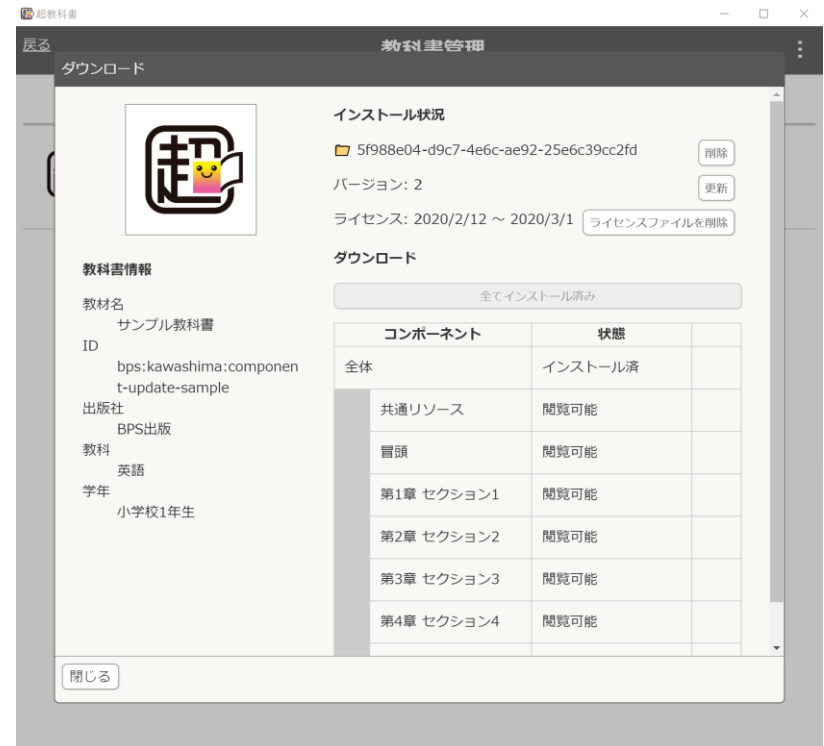 超教科書
戻る
教科書管理
ダウンロード
超
教科書情報
教材名
サンプル教科書
ID
bps:kawashima:componen
t-update-sample
出版社
BPS出版
教科
英語
学年
小学校1年生
インストール状況
5f988e04-d9c7-4e6c-ae92-25e6c39cc2fd
削除
バージョン: 2
更新
ライセンス: 2020/2/12 ～ 2020/3/1 ライセンスファイルを削除
ダウンロード
全てインストール済み
コンポーネント 状態
全体 インストール済
共通リソース 閲覧可能
冒頭 閲覧可能
第1章 セクション1 閲覧可能
第2章 セクション2 閲覧可能
第3章 セクション3 閲覧可能
第4章 セクション4 閲覧可能
閉じる